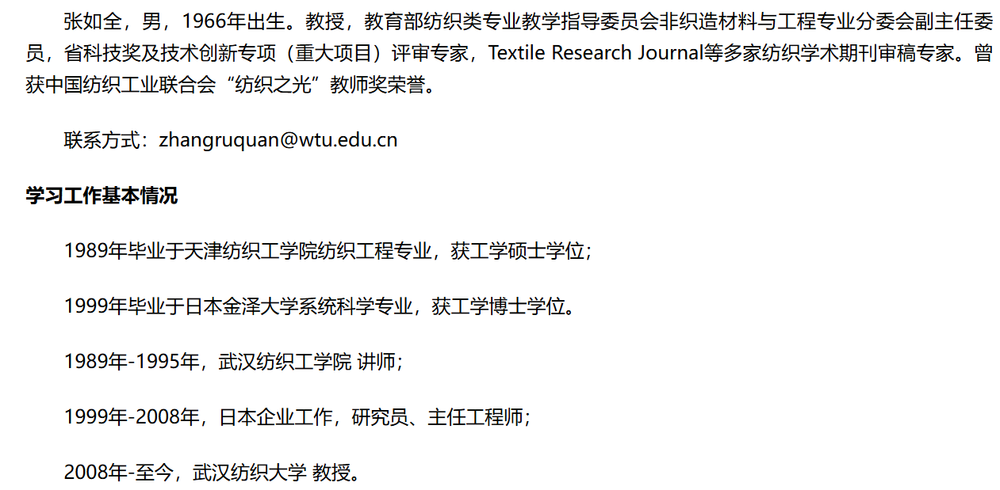 张如全，男，1966年出生。教授，教育部纺织类专业教学指导委员会非织造材料与工程专业分委会副主任委
员，省科技奖及技术创新专项（重大项目）评审专家，Textile Research Journal等多家纺织学术期刊审稿专家。曾
获中国纺织工业联合会“纺织之光”教师奖荣誉。
联系方式：zhangruquan@wtu.edu.cn
学习工作基本情况
1989年毕业于天津纺织工学院纺织工程专业，获工学硕士学位；
1999年毕业于日本金泽大学系统科学专业，获工学博士学位。
1989年-1995年，武汉纺织工学院 讲师；
1999年-2008年，日本企业工作，研究员、主任工程师；
2008年-至今，武汉纺织大学 教授。